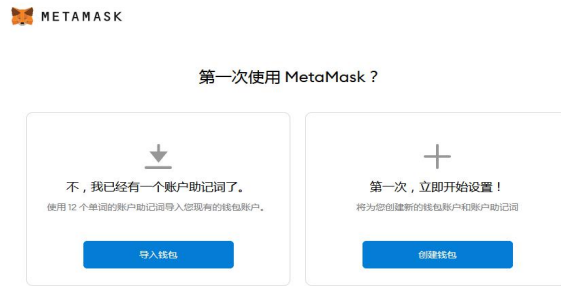 METAMASK
第一次使用 MetaMask？
不，我已经有一个账户助记词了。
使用 12 个单词的账户助记词导入您现有的钱包账户。
导入钱包
第一次，立即开始设置！
将为您创建新的钱包账户和账户助记词
创建钱包